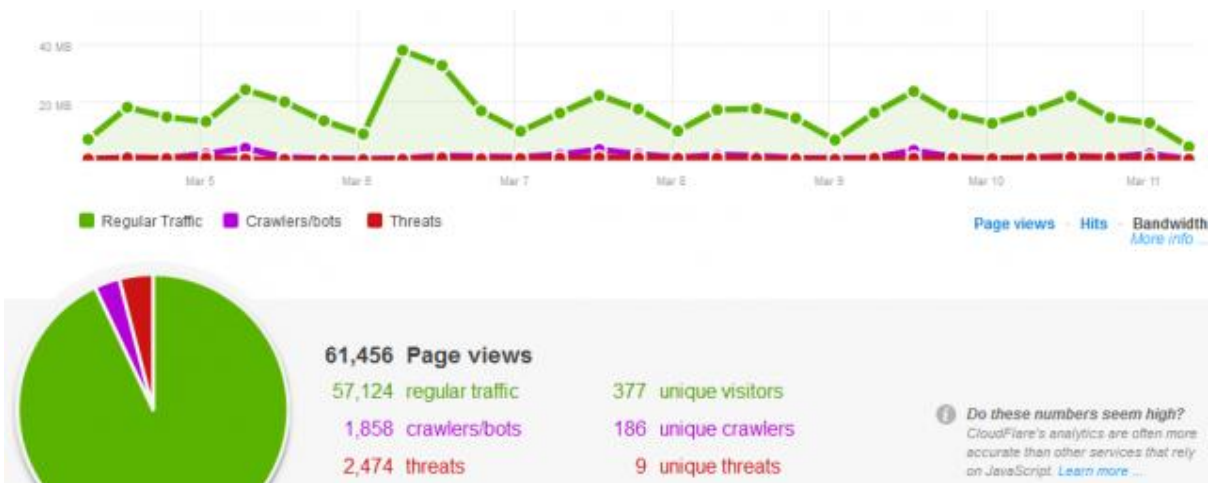 40 MB
20 MB
Mar 5 Mar 6 Mar 7 Mar 8 Mar 9 Mar 10 Mar 11
Regular Traffic Crawlers/bots Threats
Page views · Hits · Bandwidth
More info ...
61,456 Page views
57,124 regular traffic 377 unique visitors
1,858 crawlers/bots 186 unique crawlers
2,474 threats 9 unique threats
Do these numbers seem high?
CloudFlare's analytics are often more
accurate than other services that rely
on JavaScript. Learn more ...